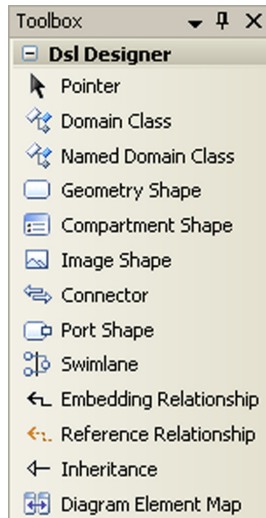 Toolbox
Dsl Designer
Pointer
Domain Class
Named Domain Class
Geometry Shape
Compartment Shape
Image Shape
Connector
Port Shape
Swimlane
Embedding Relationship
Reference Relationship
Inheritance
Diagram Element Map